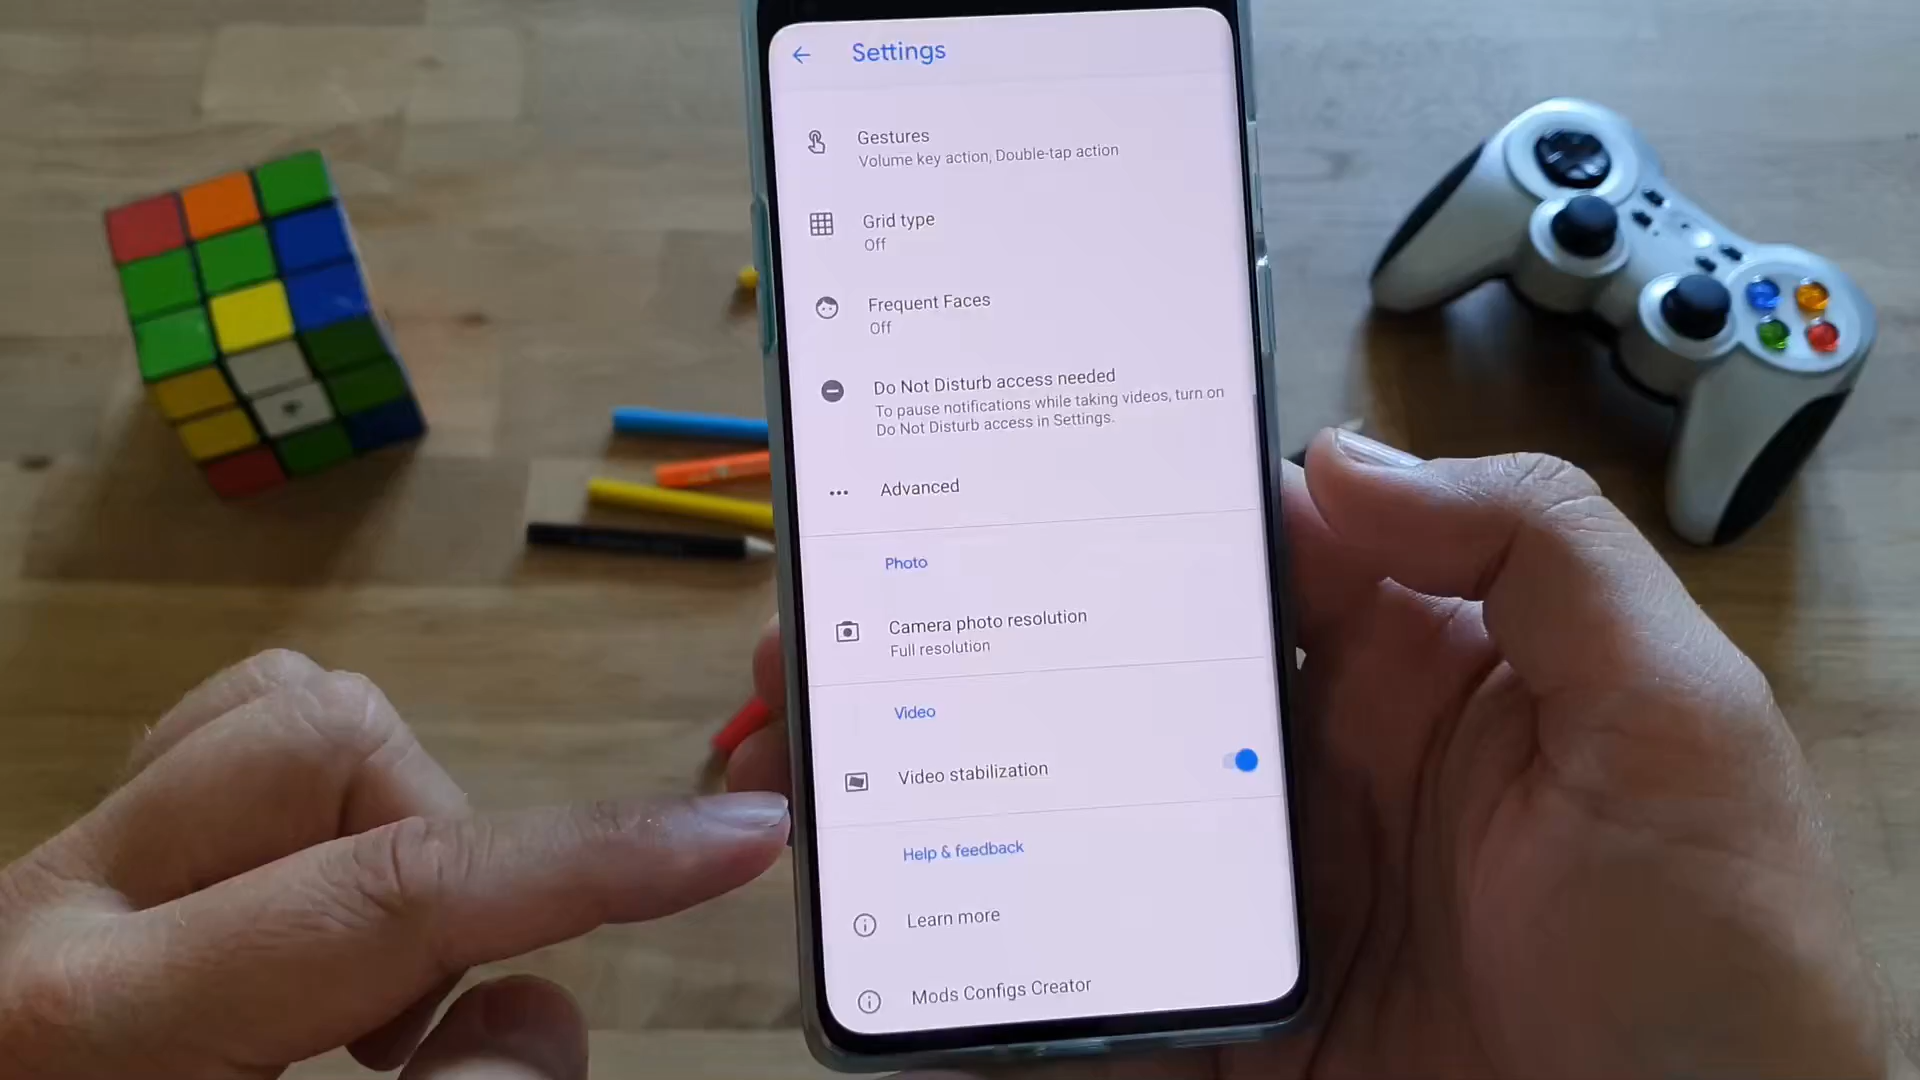 Settings
Gestures
Volume key action, Double-tap action
Grid type
Off
Frequent Faces
Off
Do Not Disturb access needed
To pause notifications while taking videos, turn on
Do Not Disturb access in Settings.
Advanced
Photo
Camera photo resolution
Full resolution
Video
Video stabilization
Help & feedback
Learn more
Mods Configs Creator